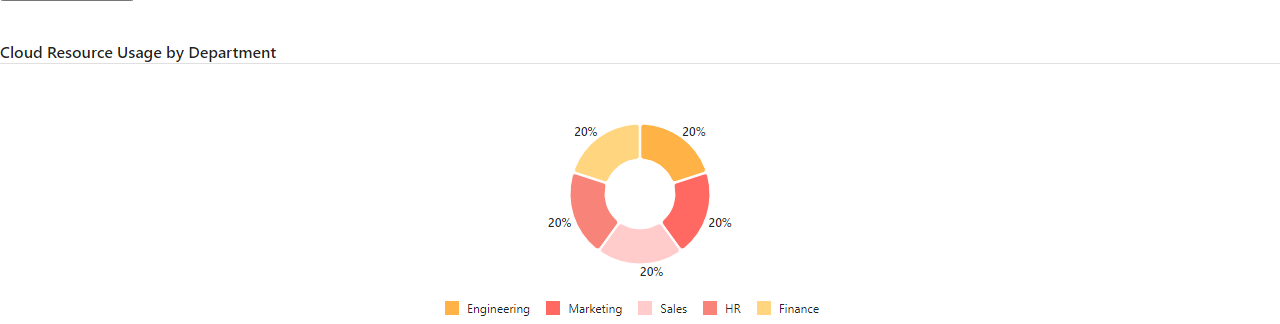 Cloud Resource Usage by Department
20% 20%
20% 20%
20%
Engineering Marketing Sales HR Finance